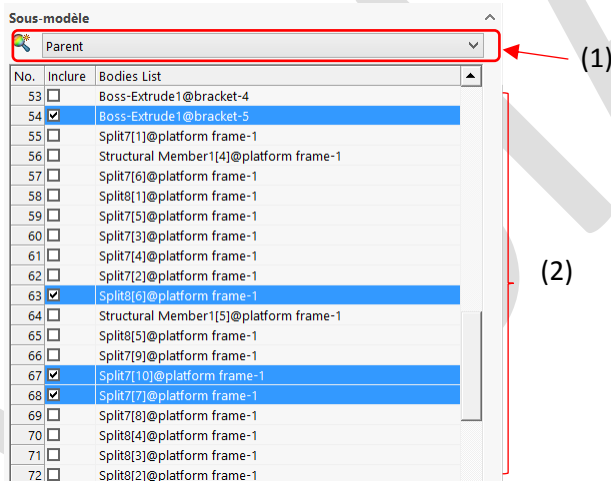 Sous-modèle
Parent
(1)
No. Inclure Bodies List
53 Boss-Extrude1@bracket-4
54 Boss-Extrude1@bracket-5
55 Split7[1]@platform frame-1
56 Structural Member1[4]@platform frame-1
57 Split7[6]@platform frame-1
58 Split8[1]@platform frame-1
59 Split7[5]@platform frame-1
60 Split7[3]@platform frame-1
61 Split7[4]@platform frame-1
62 Split7[2]@platform frame-1
(2)
63 Split8[6]@platform frame-1
64 Structural Member1[5]@platform frame-1
65 Split8[5]@platform frame-1
66 Split7[9]@platform frame-1
67 Split7[10]@platform frame-1
68 Split7[7]@platform frame-1
69 Split7[8]@platform frame-1
70 Split8[4]@platform frame-1
71 Split8[3]@platform frame-1
72 Split8[2]@platform frame-1